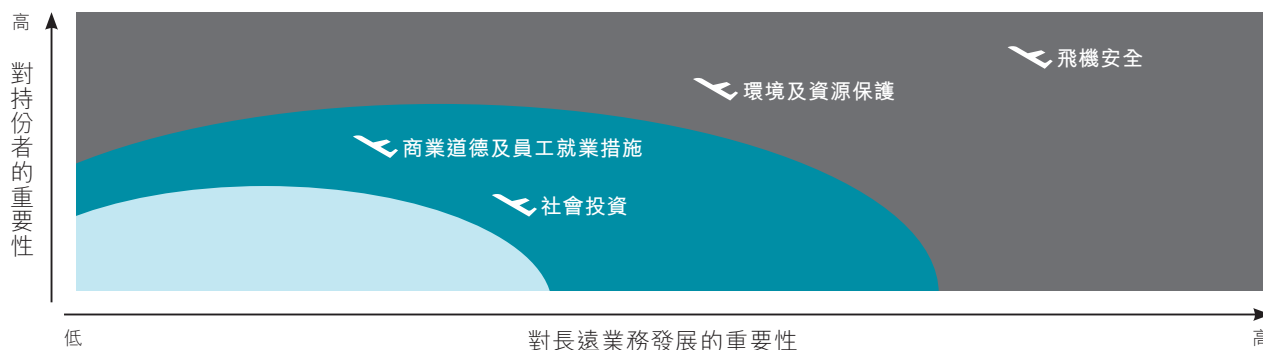 高
對持份者的重要性
飛機安全
環境及資源保護
商業道德及員工就業措施
社會投資
低
對長遠業務發展的重要性
高